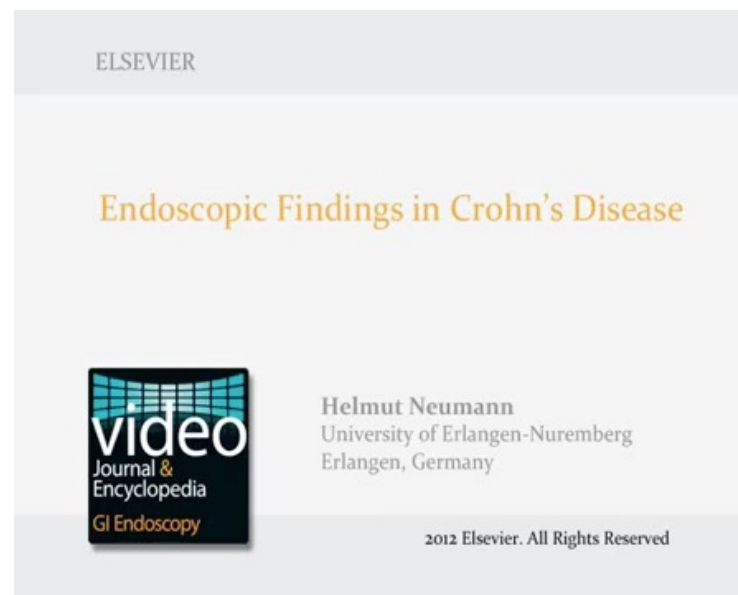 ELSEVIER
Endoscopic Findings in Crohn's Disease
video
Journal &
Encyclopedia
GI Endoscopy
Helmut Neumann
University of Erlangen-Nuremberg
Erlangen, Germany
2012 Elsevier. All Rights Reserved